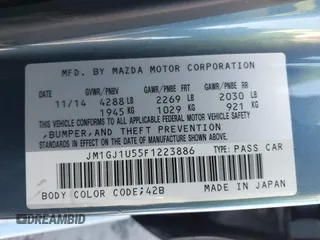 MFD. BY MAZDA MOTOR CORPORATION
GVWR/PNBV GAWR/PNBE FR GAWR/PNBE RR
11/14 4288 LB 2269 LB 2030 LB
1945 KG 1029 KG 921 KG
THIS VEHICLE CONFORMS TO ALL APPLICABLE FEDERAL MOTOR VEHICLE SAFETY
,BUMPER,AND THEFT PREVENTION
STANDARDS IN EFFECT ON THE DATE OF MANUFACTURE SHOWN ABOVE.
JM1GJ1U55F1223886 TYPE: PASS CAR
BODY COLOR CODE;42B MADE IN JAPAN
DREAMBID